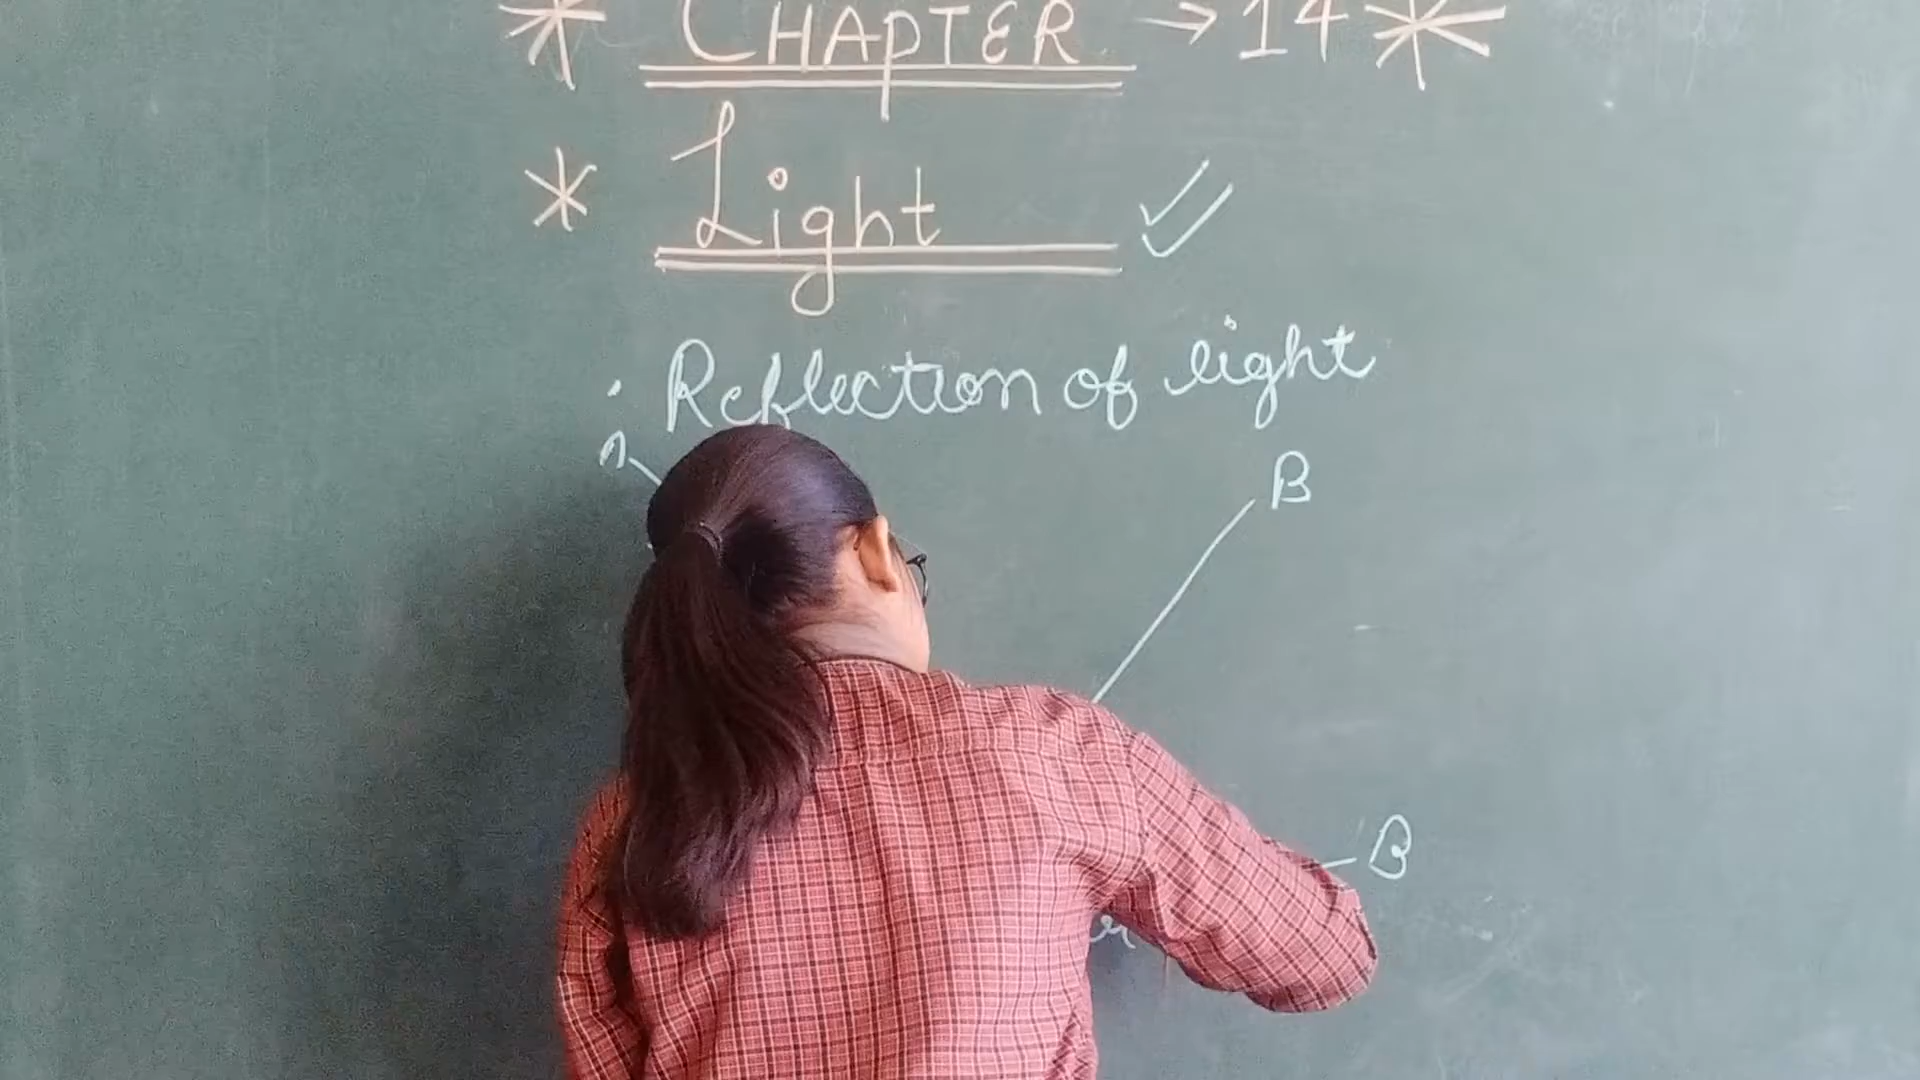 * CHAPTER → 14 *
* Light
• Reflection of light
A B
B